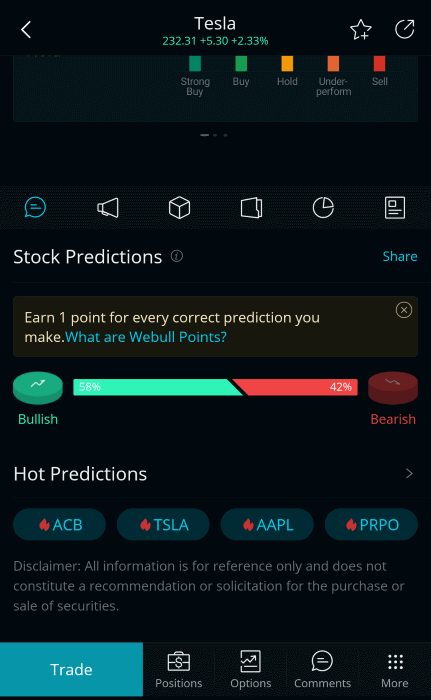 Tesla
232.31 +5.30 +2.33%
Strong Buy Hold Under- Sell
Buy perform
Stock Predictions
Share
Earn 1 point for every correct prediction you
make.What are Webull Points?
58% 42%
Bullish Bearish
Hot Predictions
ACB TSLA AAPL PRPO
Disclaimer: All information is for reference only and does not
constitute a recommendation or solicitation for the purchase or
sale of securities.
Trade Positions Options Comments More